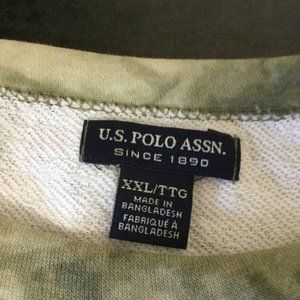 U.S. POLO ASSN.
SINCE 1890
XXL/TTG
MADE IN
BANGLADESH
FABRIQUÉ À
BANGLADESH